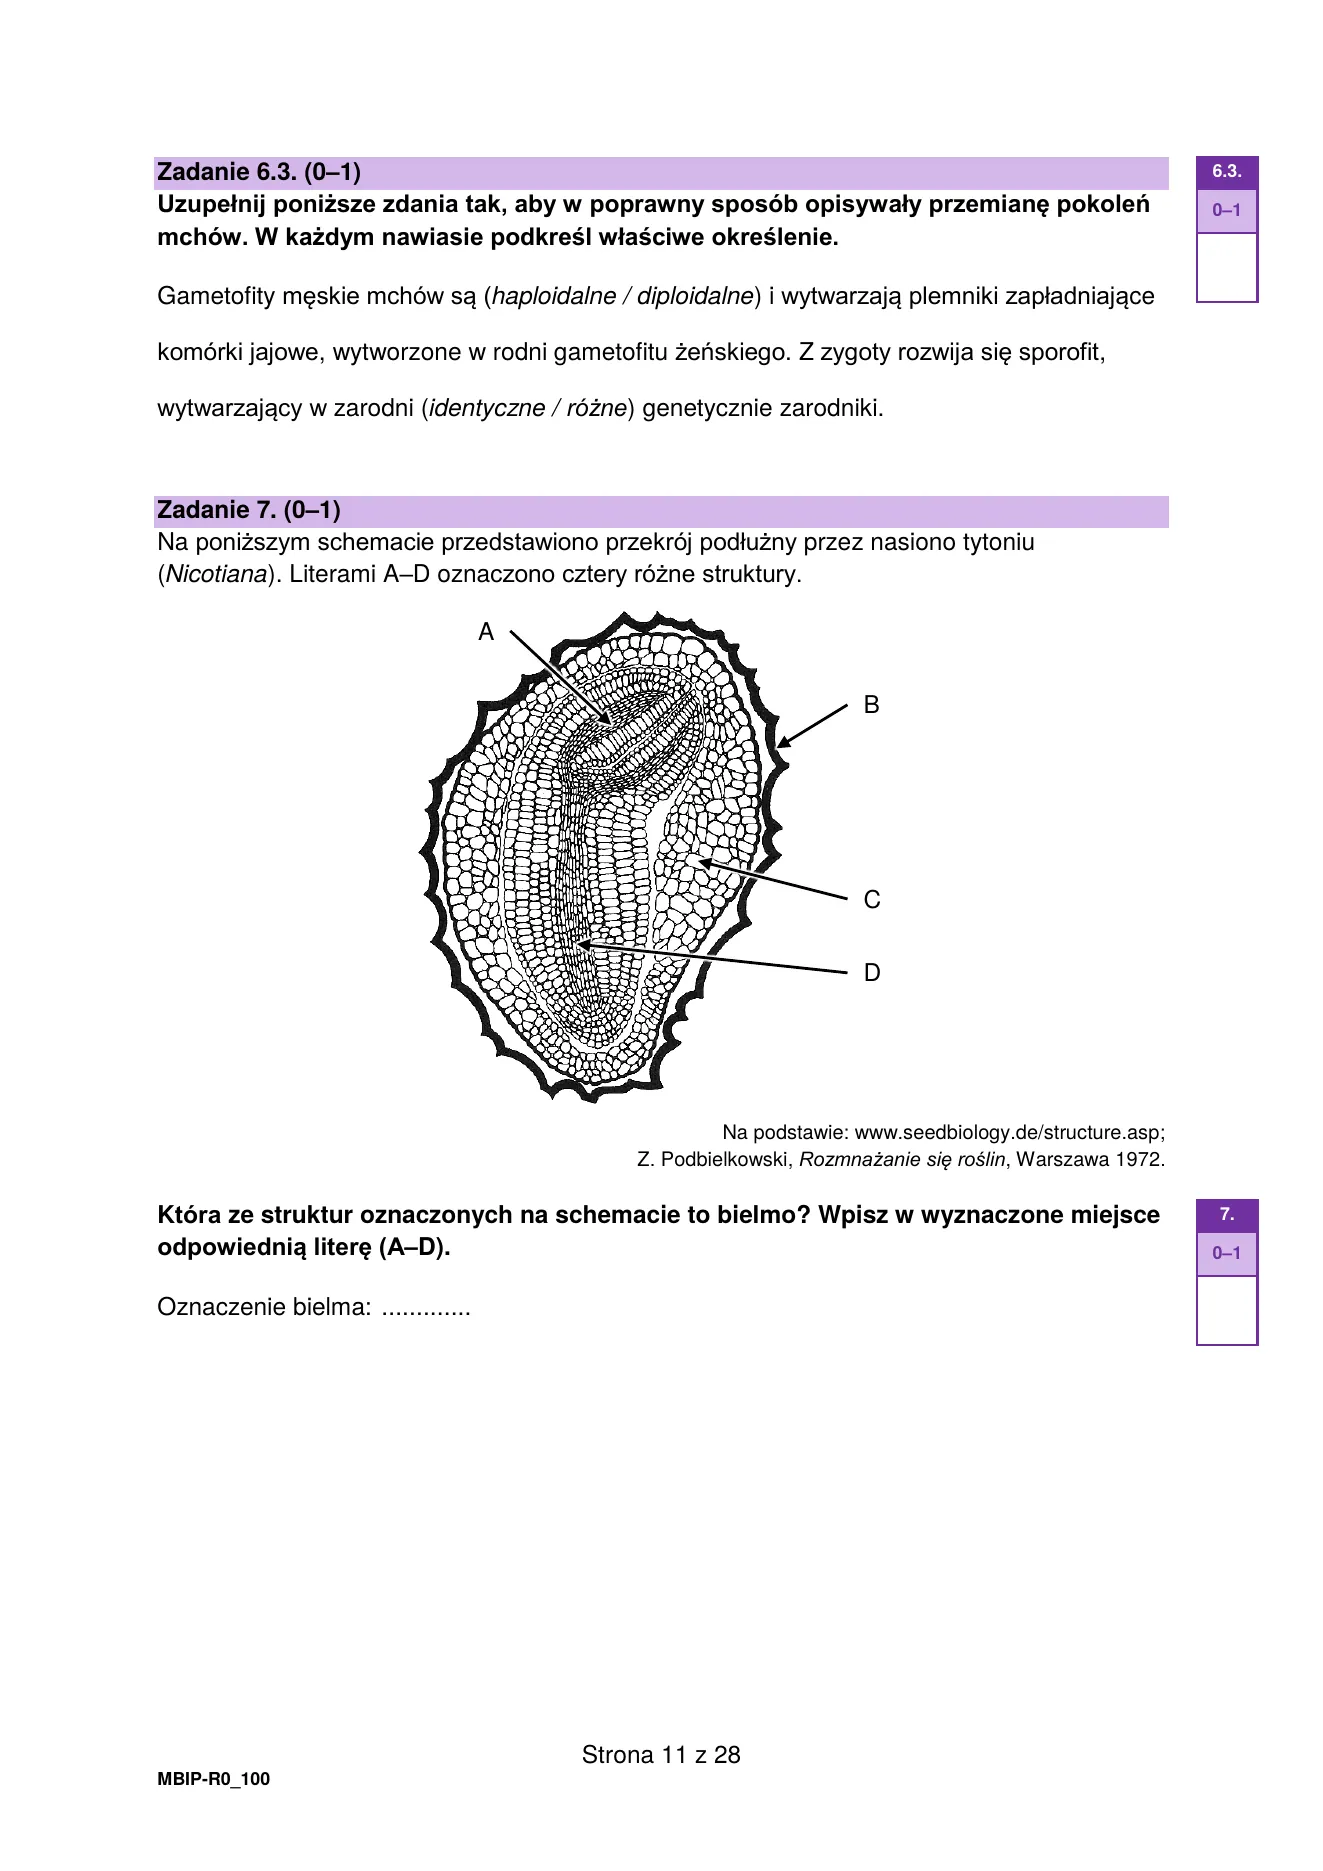 Zadanie 6.3. (0–1)
6.3.
0–1
Uzupełnij poniższe zdania tak, aby w poprawny sposób opisywały przemianę pokoleń
mchów. W każdym nawiasie podkreśl właściwe określenie.
Gametofity męskie mchów są (haploidalne / diploidalne) i wytwarzają plemniki zapładniające
komórki jajowe, wytworzone w rodni gametofitu żeńskiego. Z zygoty rozwija się sporofit,
wytwarzający w zarodni (identyczne / różne) genetycznie zarodniki.
Zadanie 7. (0–1)
Na poniższym schemacie przedstawiono przekrój podłużny przez nasiono tytoniu
(Nicotiana). Literami A–D oznaczono cztery różne struktury.
A
B
C
D
Na podstawie: www.seedbiology.de/structure.asp;
Z. Podbielkowski, Rozmnażanie się roślin, Warszawa 1972.
Która ze struktur oznaczonych na schemacie to bielmo? Wpisz w wyznaczone miejsce
odpowiednią literę (A–D).
7.
0–1
Oznaczenie bielma: .............
Strona 11 z 28
MBIP-R0_100